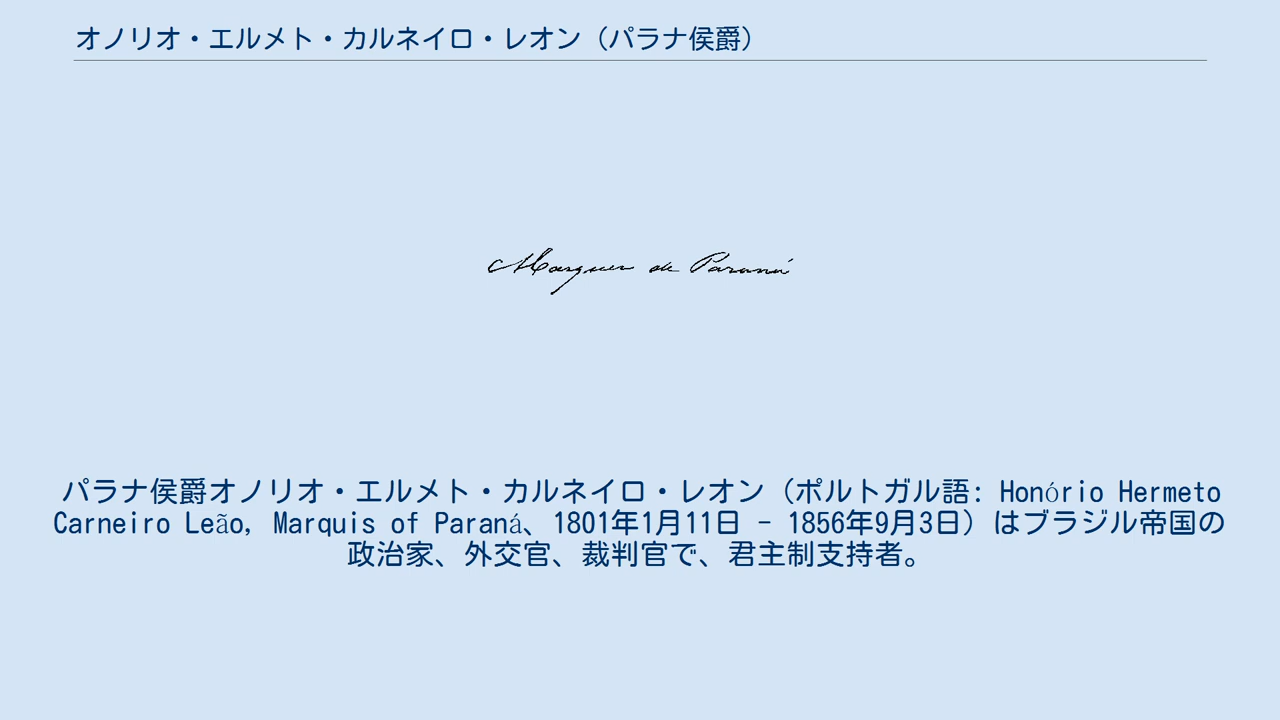 オノリオ・エルメト・カルネイロ・レオン（パラナ侯爵）
Marquez de Paraná
パラナ侯爵オノリオ・エルメト・カルネイロ・レオン（ポルトガル語: Honório Hermeto
Carneiro Leão, Marquis of Paraná、1801年1月11日 - 1856年9月3日）はブラジル帝国の
政治家、外交官、裁判官で、君主制支持者。